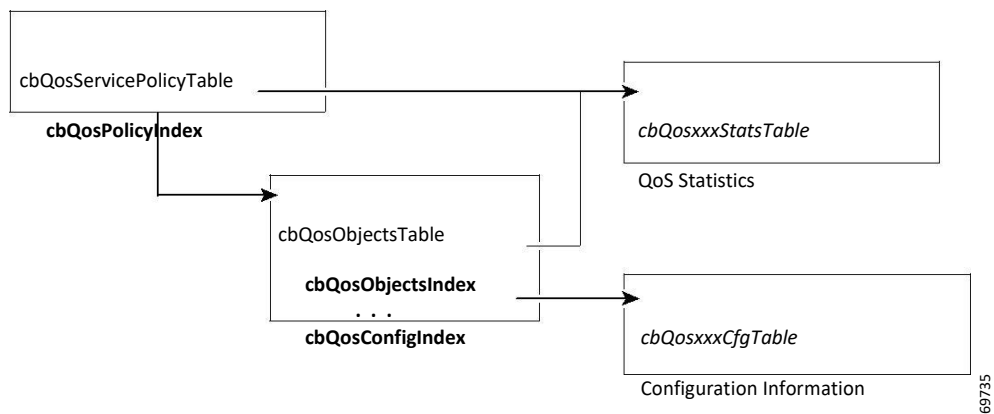 cbQosServicePolicyTable
cbQosPolicyIndex
cbQosxxxStatsTable
QoS Statistics
cbQosObjectsTable
cbQosObjectsIndex
. . .
cbQosConfigIndex
cbQosxxxCfgTable
Configuration Information
69735